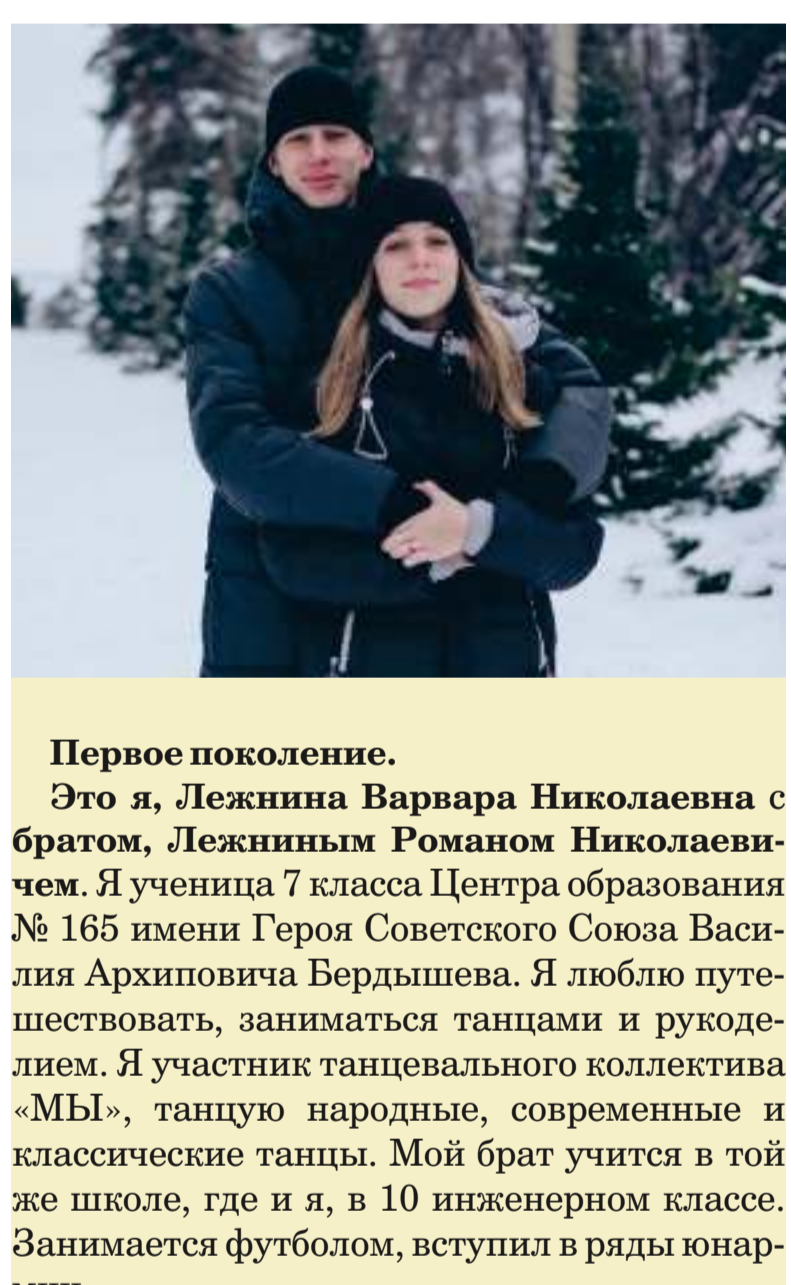 Первое поколение.
Это я, Лежнина Варвара Николаевна с
братом, Лежниным Романом Николаеви-
чем. Я ученица 7 класса Центра образования
№ 165 имени Героя Советского Союза Васи-
лия Архиповича Бердышева. Я люблю путе-
шествовать, заниматься танцами и рукоде-
лием. Я участник танцевального коллектива
«МЫ», танцую народные, современные и
классические танцы. Мой брат учится в той
же школе, где и я, в 10 инженерном классе.
Занимается футболом, вступил в ряды юнар-